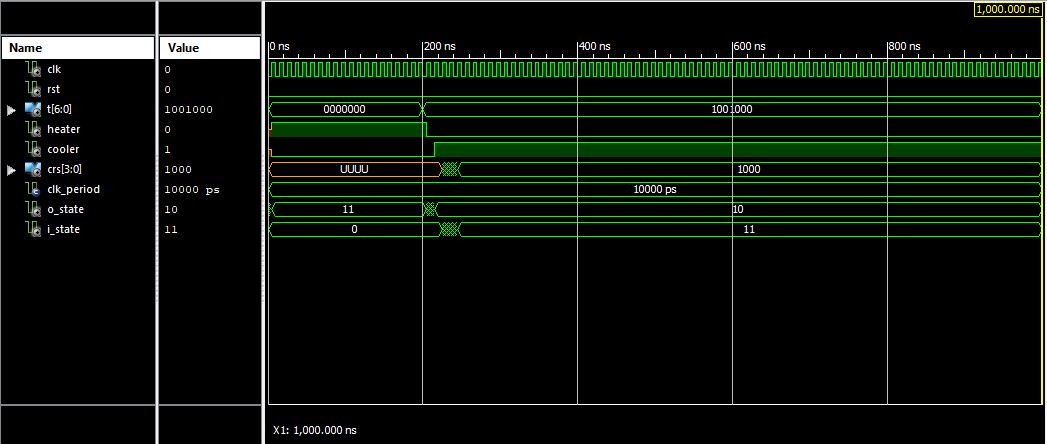 1,000.000 ns
Name Value
0 ns 200 ns 400 ns 600 ns 800 ns
clk 0
rst 0
t[6:0] 1001000 0000000 1001000
heater 0
cooler 1
crs[3:0] 1000 UUUU 1000
clk_period 10000 ps 10000 ps
o_state 10 11 10
i_state 11 0 11
X1: 1,000.000 ns